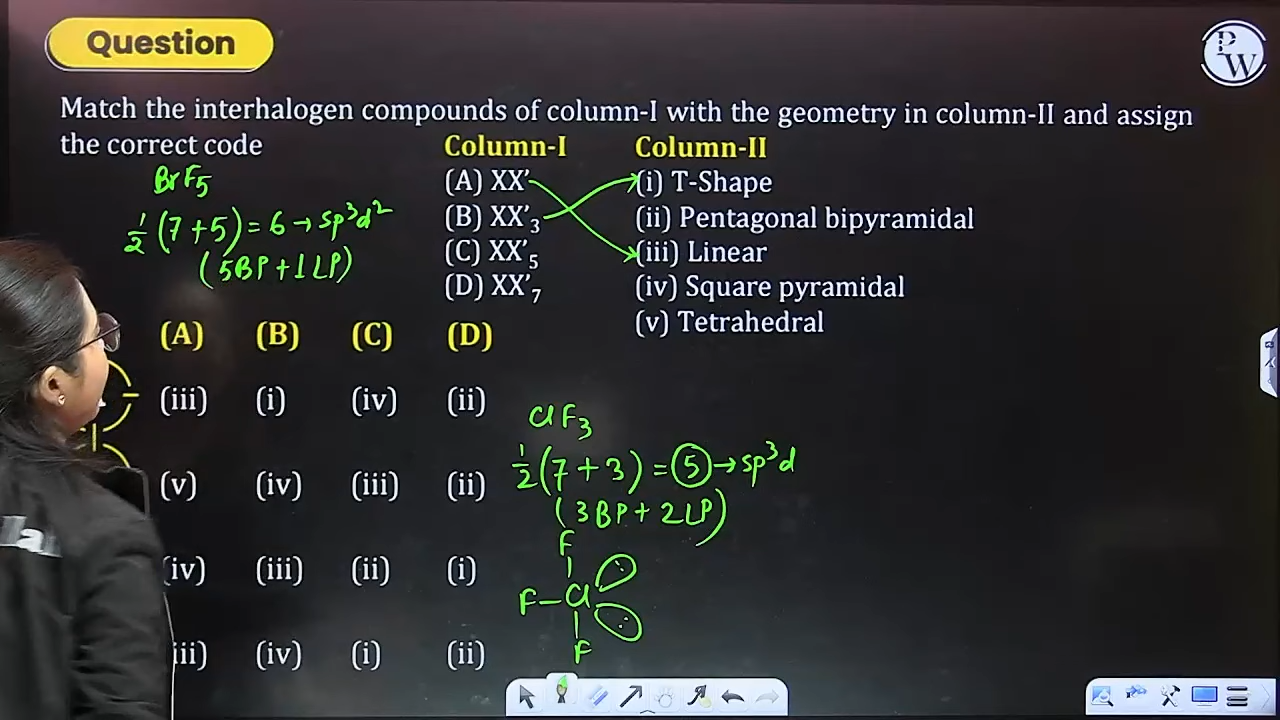 Question
PW
Match the interhalogen compounds of column-I with the geometry in column-II and assign
the correct code
Column-I Column-II
(A) XX' (i) T-Shape
(B) XX'₃ (ii) Pentagonal bipyramidal
(C) XX'₅ (iii) Linear
(D) XX'₇ (iv) Square pyramidal
(v) Tetrahedral
BrF₅
½(7+5) = 6 → sp³d²
(5BP + 1LP)
(A) (B) (C) (D)
(iii) (i) (iv) (ii)
(v) (iv) (iii) (ii)
(iv) (iii) (ii) (i)
iii) (iv) (i) (ii)
ClF₃
½(7+3) = 5 → sp³d
(3BP + 2LP)
F
F–Cl
F